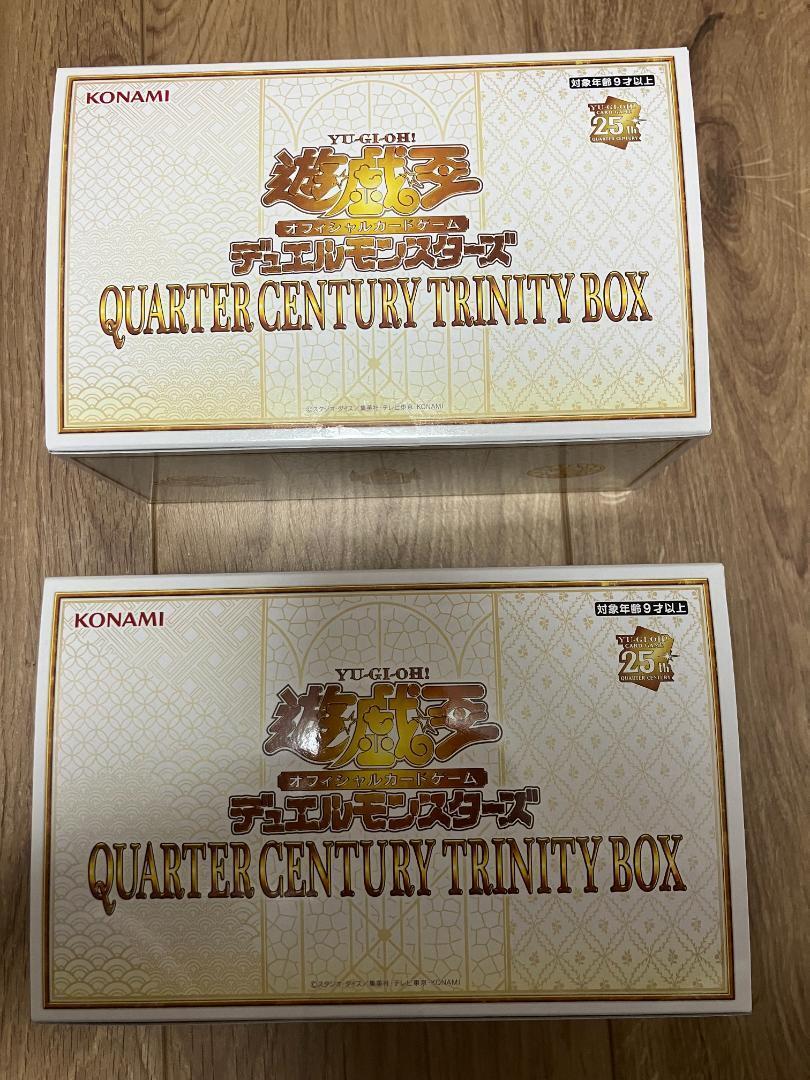 KONAMI
対象年齢9才以上
YU-GI-OH!
CARD GAME
25th
QUARTER CENTURY
YU-GI-OH!
遊☆戯☆王
オフィシャルカードゲーム
デュエルモンスターズ
QUARTER CENTURY TRINITY BOX
©スタジオ・ダイス／集英社・テレビ東京・KONAMI
KONAMI
対象年齢9才以上
YU-GI-OH!
CARD GAME
25th
QUARTER CENTURY
YU-GI-OH!
遊☆戯☆王
オフィシャルカードゲーム
デュエルモンスターズ
QUARTER CENTURY TRINITY BOX
©スタジオ・ダイス／集英社・テレビ東京・KONAMI